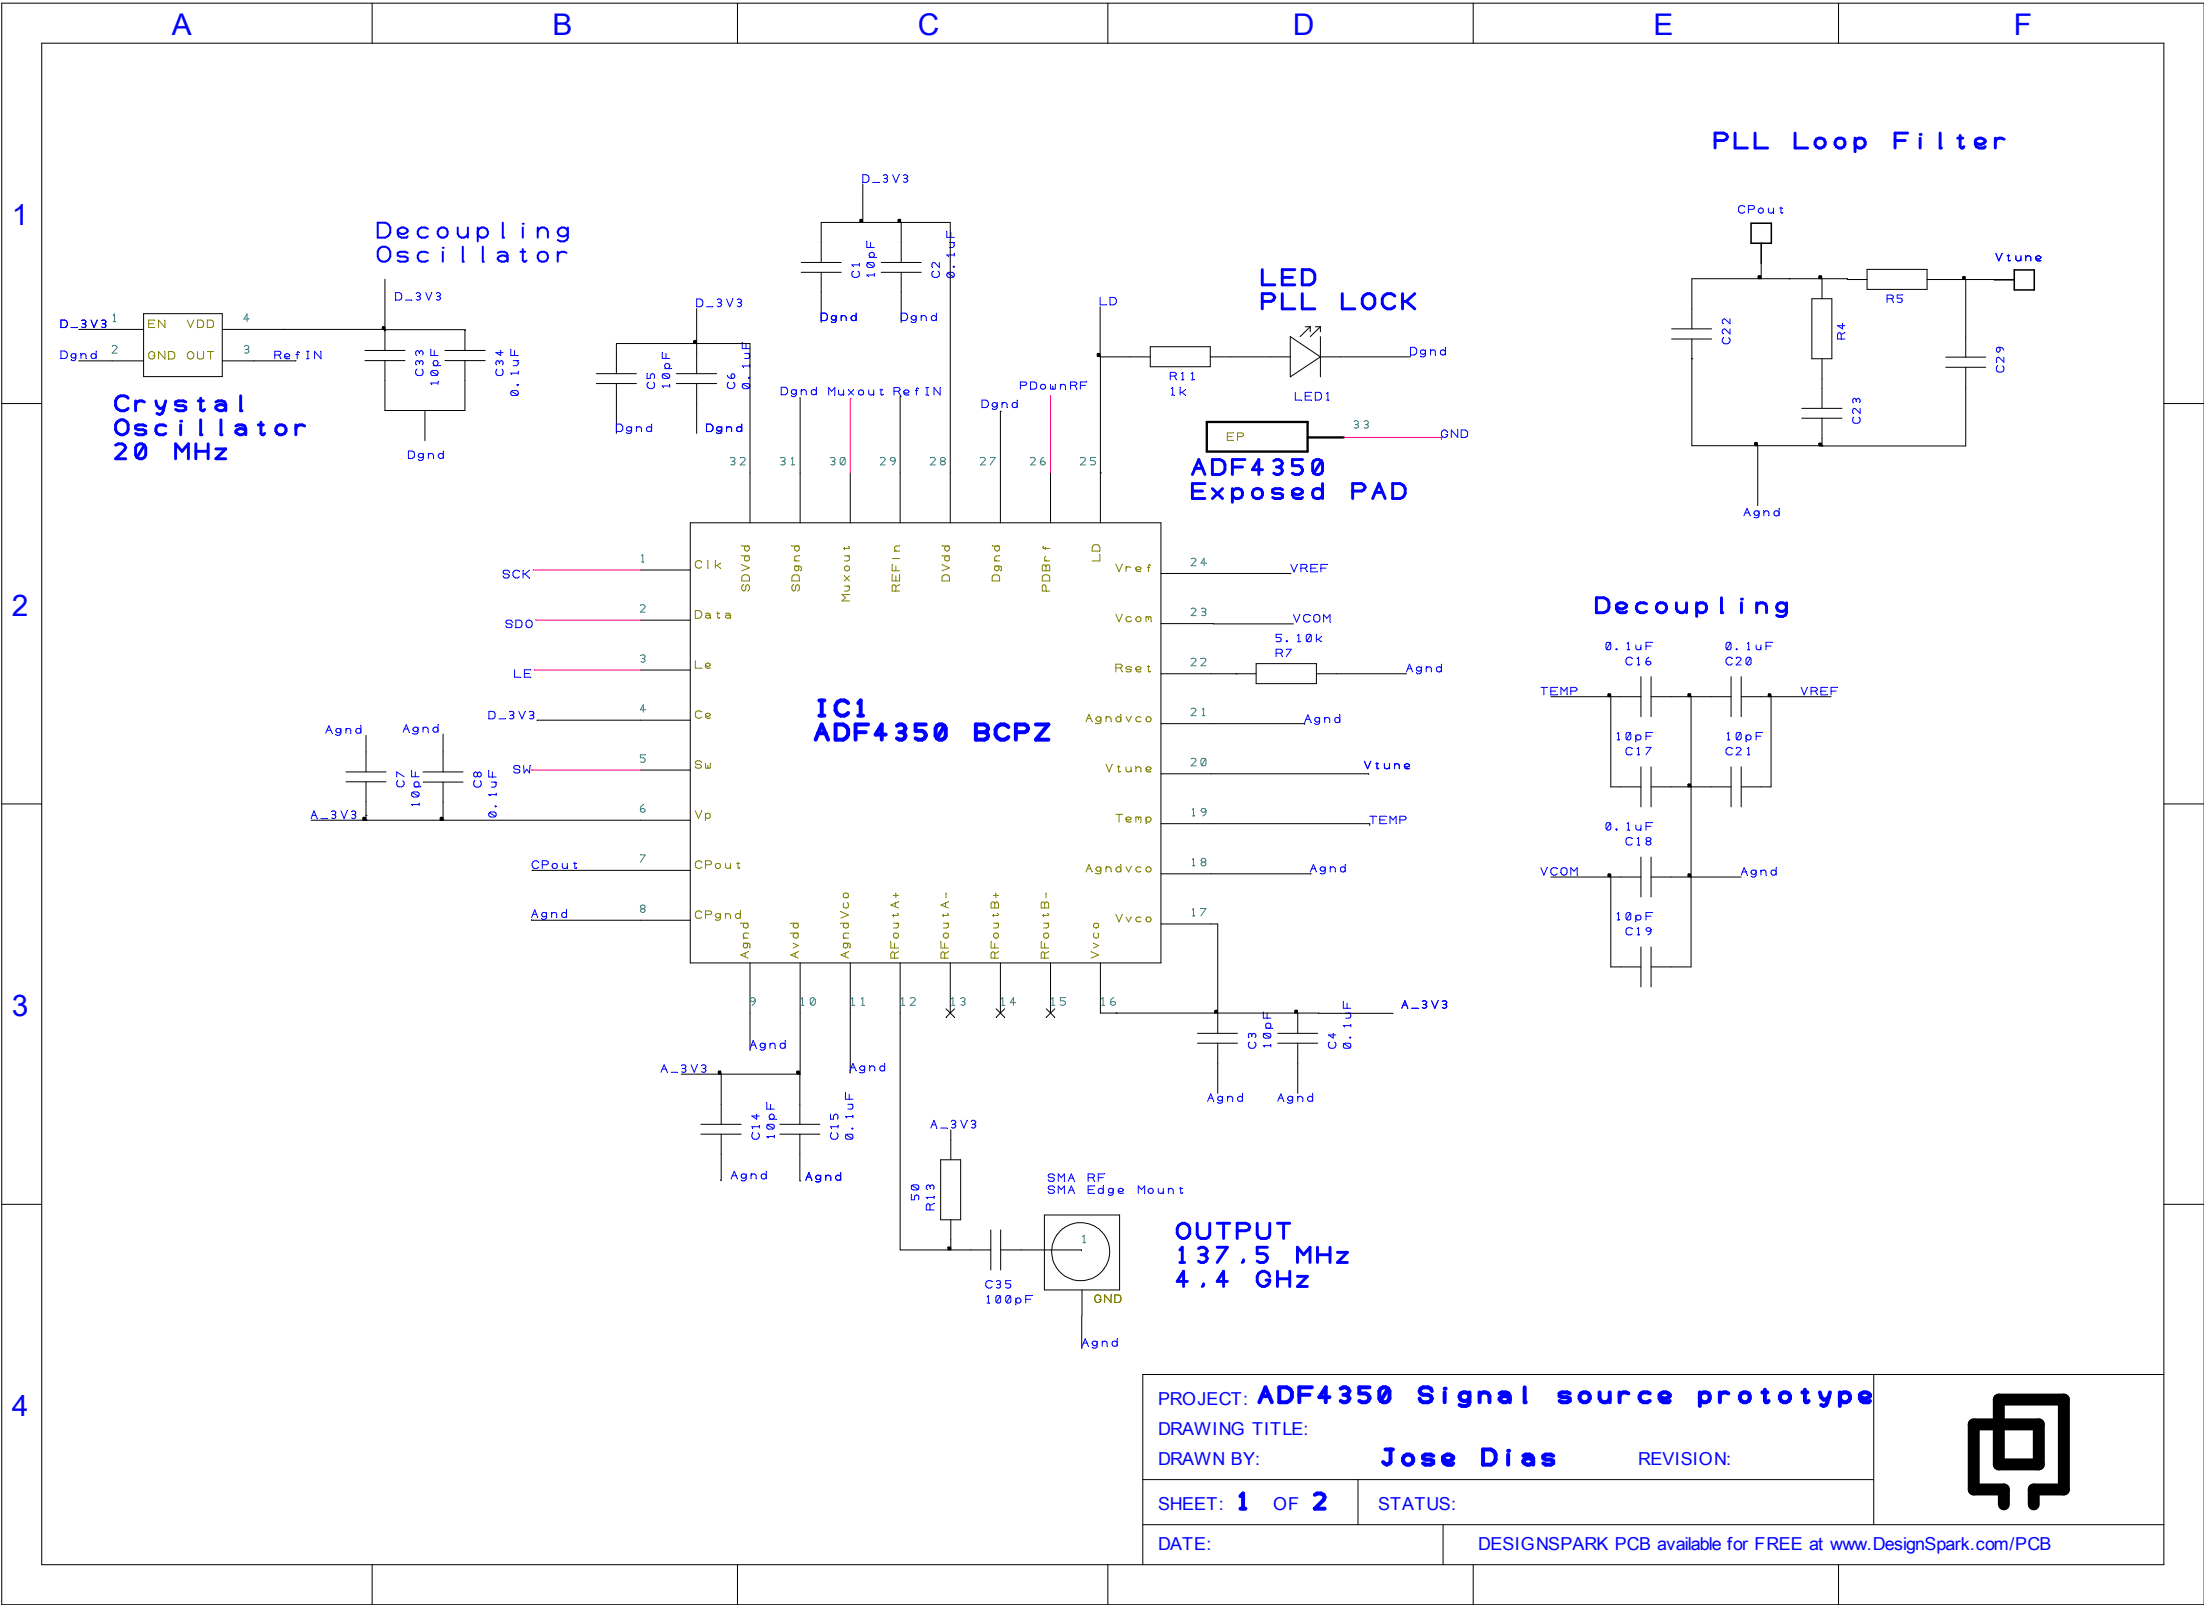 A B C D E F
1
2
3
4
PLL Loop Filter
CPout
Vtune
C22
R4
R5
C23
C29
Agnd
Decoupling
Oscillator
D_3V3
D_3V3 1 EN VDD 4
Dgnd 2 GND OUT 3 RefIN
C33
10pF
C34
0.1uF
Dgnd
Crystal
Oscillator
20 MHz
D_3V3
C5
10pF
C6
0.1uF
Dgnd Dgnd
D_3V3
C1
10pF
C2
0.1uF
Dgnd Dgnd
LED
PLL LOCK
LD
R11
1k
LED1
Dgnd
EP 33 GND
ADF4350
Exposed PAD
Dgnd Muxout RefIN Dgnd PDownRF
32 31 30 29 28 27 26 25
SDVdd SDgnd Muxout REFIn DVdd Dgnd PDBrf LD
SCK 1 Clk
SDO 2 Data
LE 3 Le
D_3V3 4 Ce
SW 5 Sw
A_3V3 6 Vp
CPout 7 CPout
Agnd 8 CPgnd
Agnd Agnd
C7
10pF
C8
0.1uF
IC1
ADF4350 BCPZ
Vref 24 VREF
Vcom 23 VCOM
5.10k
R7
Rset 22 Agnd
Agndvco 21 Agnd
Vtune 20 Vtune
Temp 19 TEMP
Agndvco 18 Agnd
Vvco 17
Agnd Avdd AgndVco RFoutA+ RFoutA- RFoutB+ RFoutB- Vvco
9 10 11 12 13 14 15 16
Agnd
Agnd
A_3V3
C14
10pF
C15
0.1uF
Agnd Agnd
A_3V3
C3
10pF
C4
0.1uF
Agnd Agnd
A_3V3
50
R13
C35
100pF
SMA RF
SMA Edge Mount
1
GND
Agnd
OUTPUT
137.5 MHz
4.4 GHz
Decoupling
0.1uF
C16
0.1uF
C20
TEMP VREF
10pF
C17
10pF
C21
0.1uF
C18
VCOM Agnd
10pF
C19
PROJECT: ADF4350 Signal source prototype
DRAWING TITLE:
DRAWN BY: Jose Dias REVISION:
SHEET: 1 OF 2 STATUS:
DATE: DESIGNSPARK PCB available for FREE at www.DesignSpark.com/PCB